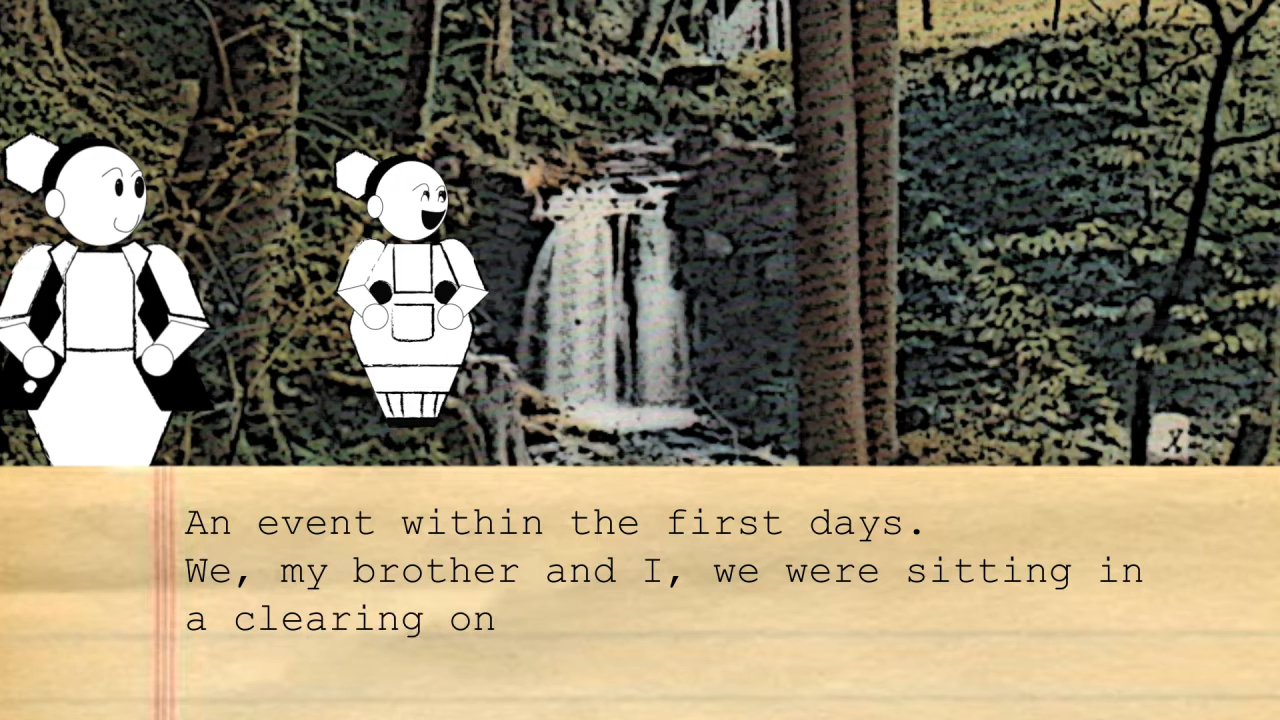 X
An event within the first days.
We, my brother and I, we were sitting in
a clearing on